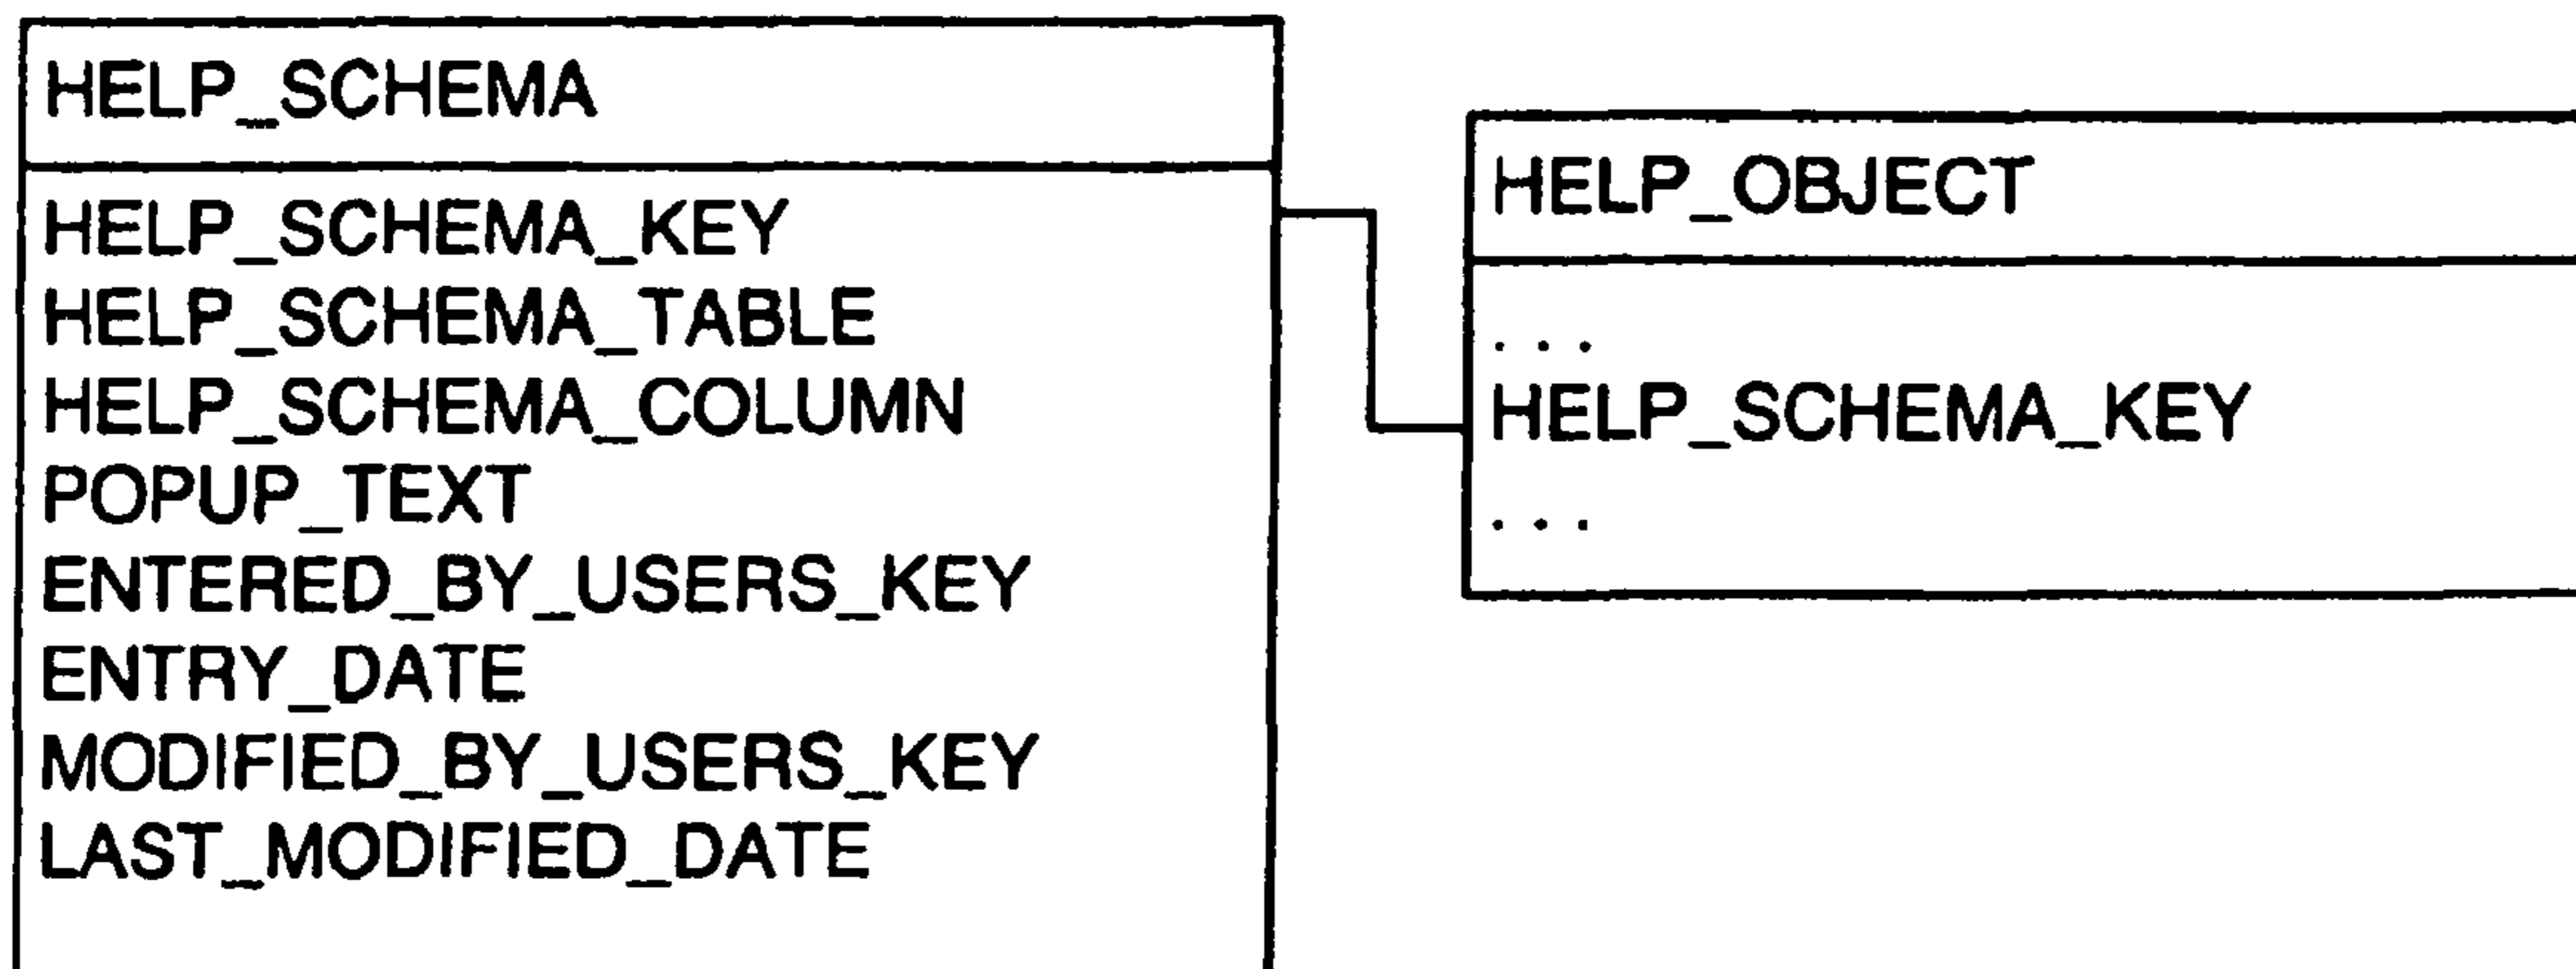 HELP_SCHEMA
HELP_SCHEMA_KEY
HELP_SCHEMA_TABLE
HELP_SCHEMA_COLUMN
POPUP_TEXT
ENTERED_BY_USERS_KEY
ENTRY_DATE
MODIFIED_BY_USERS_KEY
LAST_MODIFIED_DATE
HELP_OBJECT
. . .
HELP_SCHEMA_KEY
. . .